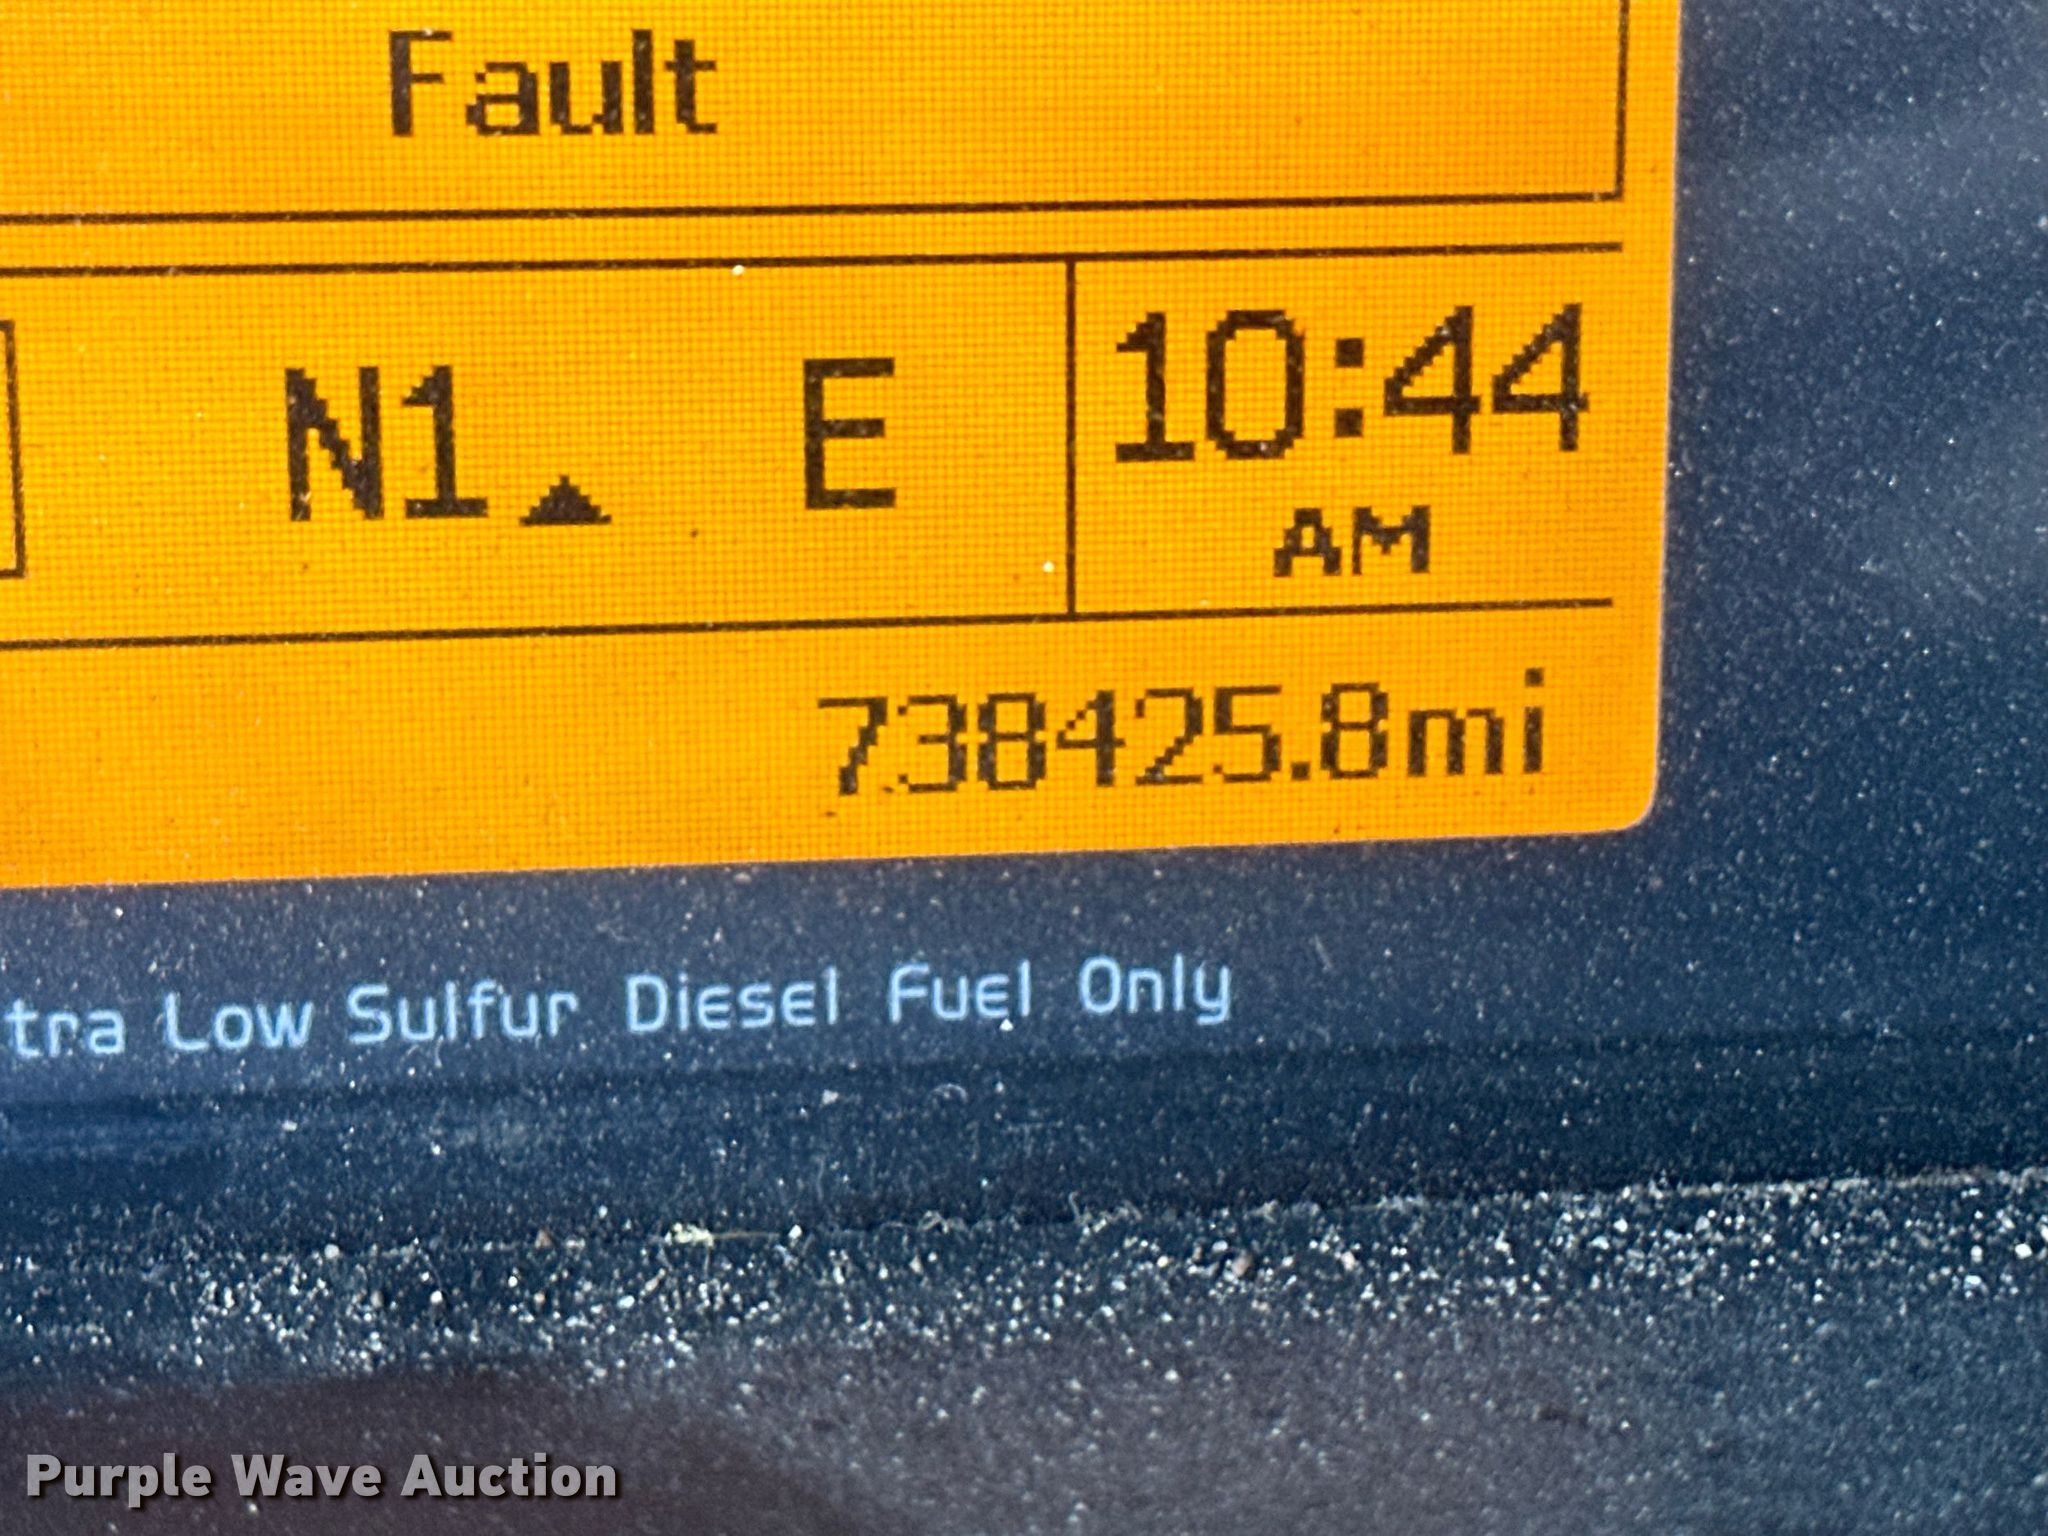 Fault
N1▲ E 10:44
AM
738425.8mi
tra Low Sulfur Diesel Fuel Only
Purple Wave Auction